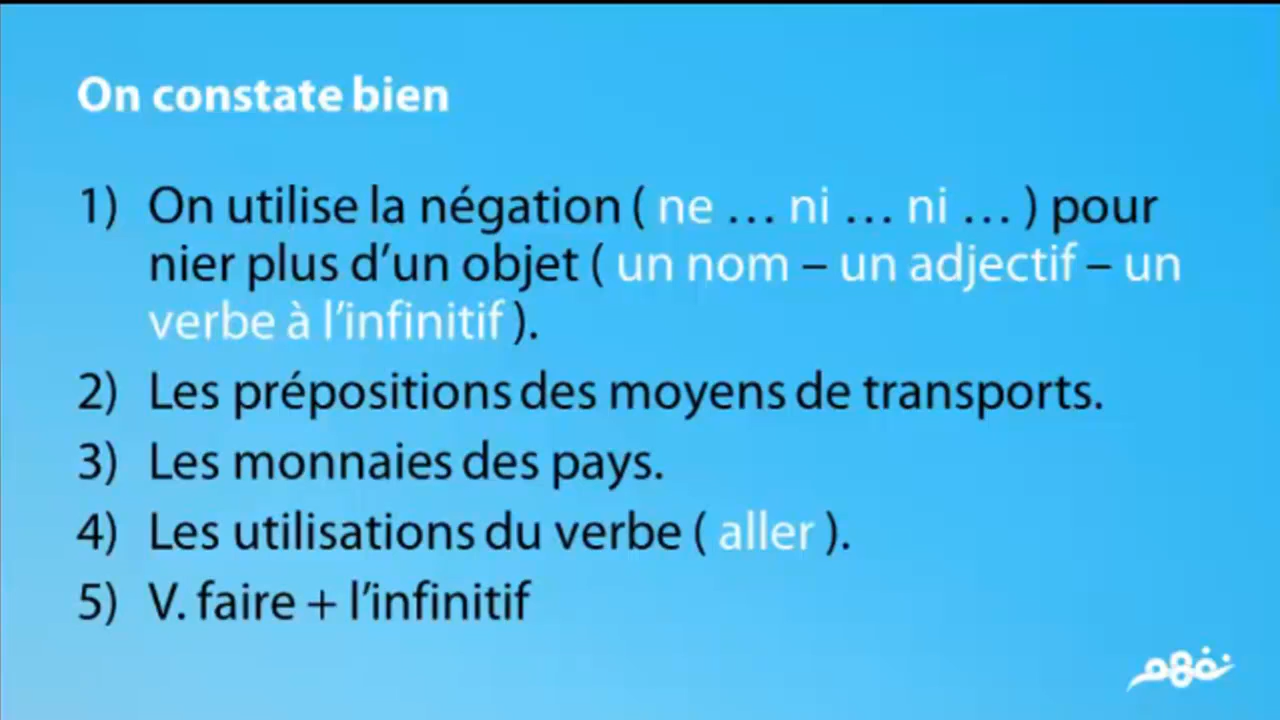 On constate bien
1) On utilise la négation ( ne … ni … ni … ) pour
nier plus d’un objet ( un nom – un adjectif – un
verbe à l’infinitif ).
2) Les prépositions des moyens de transports.
3) Les monnaies des pays.
4) Les utilisations du verbe ( aller ).
5) V. faire + l’infinitif
نفهم